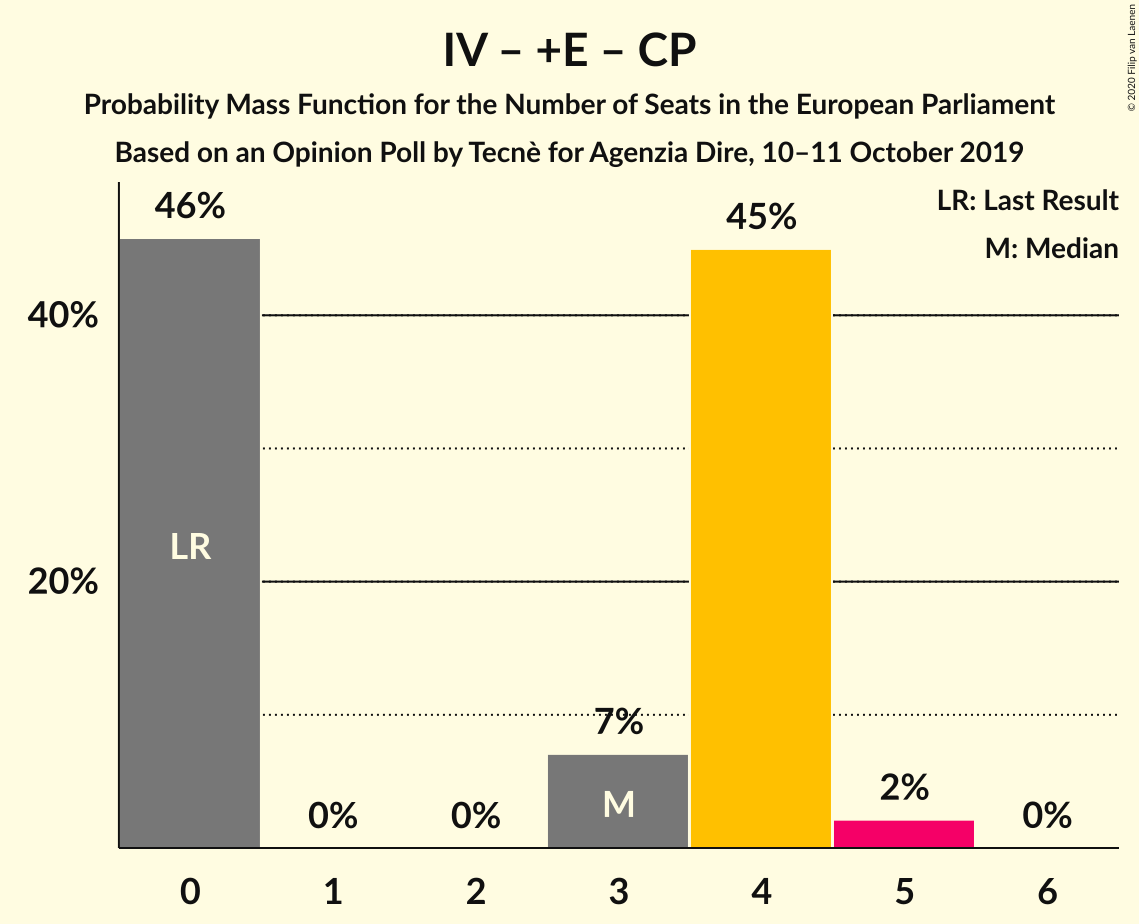 IV – +E – CP
Probability Mass Function for the Number of Seats in the European Parliament
Based on an Opinion Poll by Tecnè for Agenzia Dire, 10–11 October 2019
© 2020 Filip van Laenen
LR: Last Result
M: Median
46%
45%
40%
LR
20%
7%
M
2%
0%
0%
0%
0 1 2 3 4 5 6